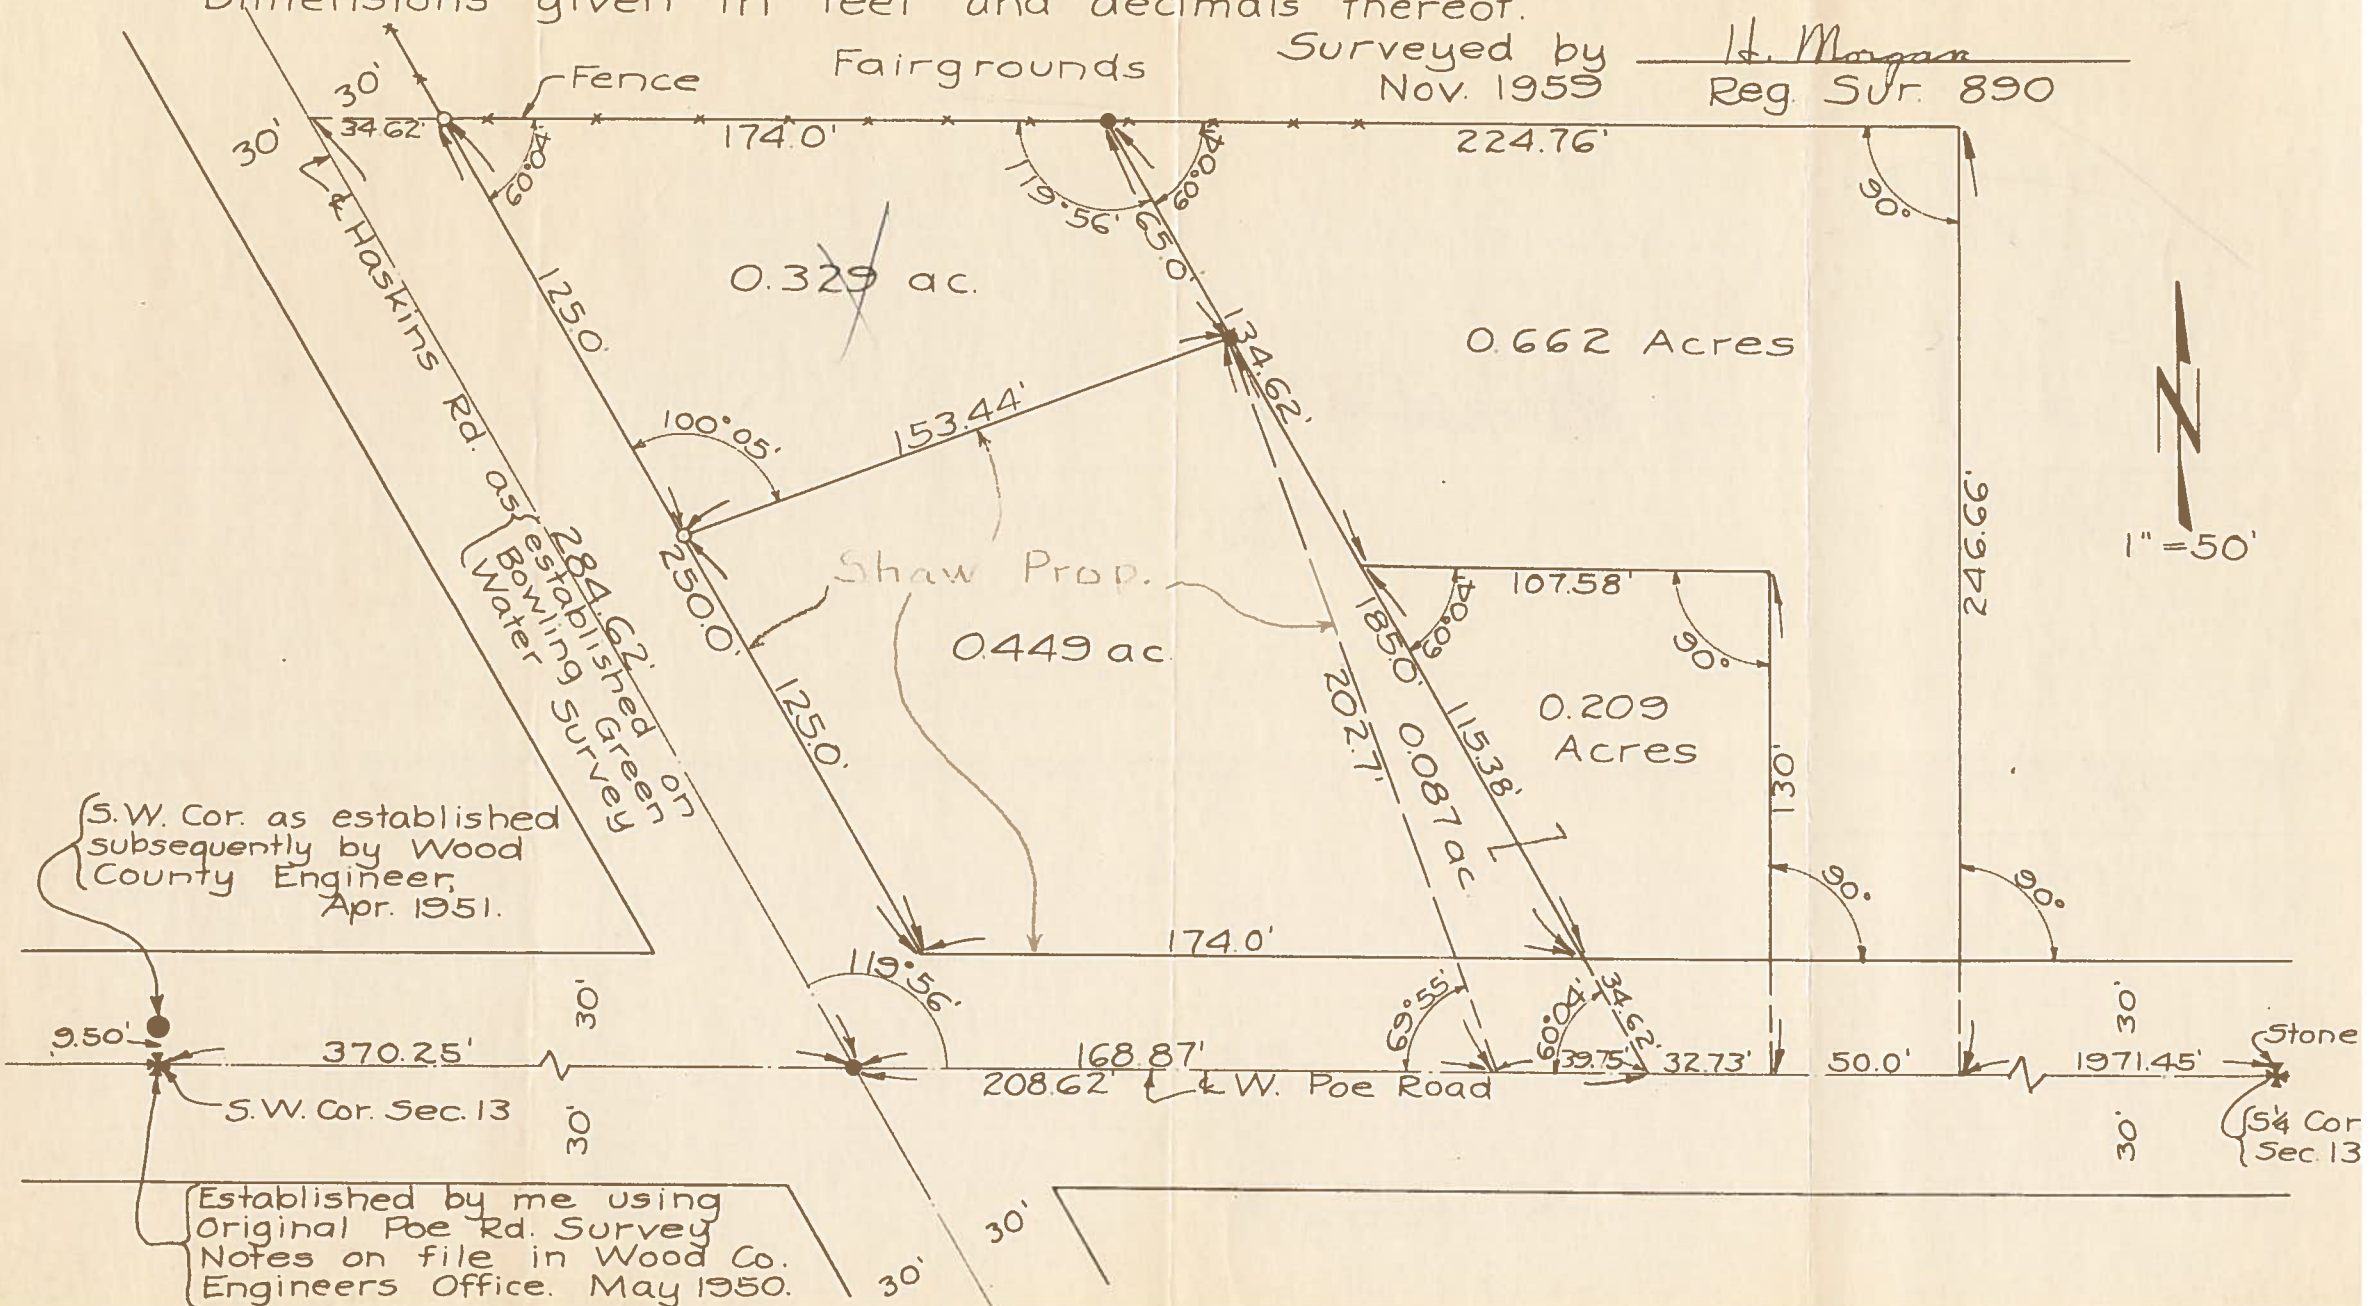 Dimensions given in feet and decimals thereof.
Surveyed by H. Morgan
Nov. 1959 Reg. Sur. 890
Fairgrounds
Fence
30'
30'
34.62'
174.0'
224.76'
60°04'
119°56'
60°04'
90°
65.0'
125.0'
0.329 ac.
134.62'
0.662 Acres
℄ Haskins Rd. as
established on
Bowling Green
Water Survey
284.62'
100°05'
153.44'
250.0'
Shaw Prop.
0.449 ac.
125.0'
107.58'
60°04'
90°
185.0'
202.7'
0.087 ac.
115.38'
0.209
Acres
130'
246.66'
N
1" = 50'
S.W. Cor. as established
subsequently by Wood
County Engineer,
Apr. 1951.
174.0'
90°
90°
119°56'
69°55'
60°04'
34.62'
30'
30'
9.50'
370.25'
168.87'
39.75'
32.73'
50.0'
1971.45'
Stone
208.62'
℄ W. Poe Road
S.W. Cor. Sec. 13
30'
30'
S¼ Cor
Sec. 13
Established by me using
Original Poe Rd. Survey
Notes on file in Wood Co.
Engineers Office. May 1950.
30'
30'